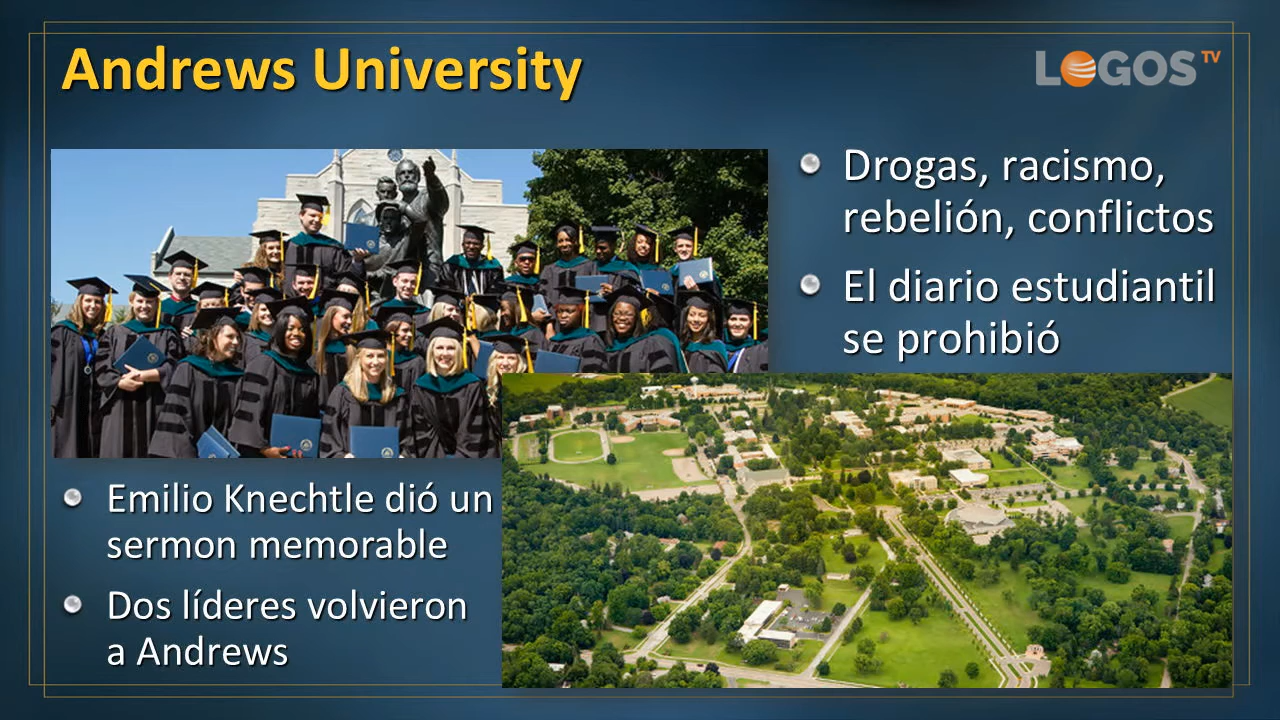 Andrews University
LOGOS TV
Drogas, racismo,
rebelión, conflictos
El diario estudiantil
se prohibió
Emilio Knechtle dió un
sermon memorable
Dos líderes volvieron
a Andrews